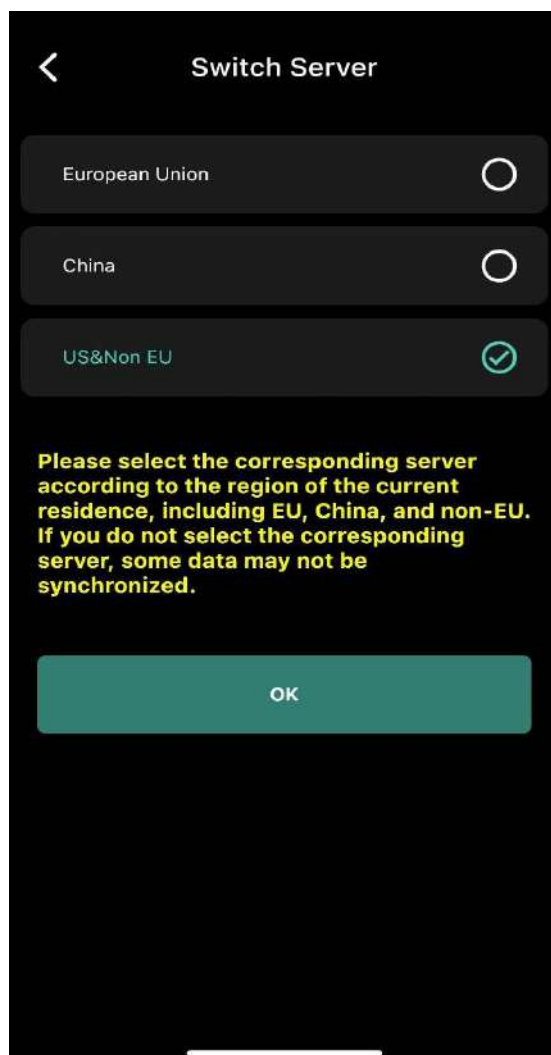 Switch Server
European Union
China
US&Non EU
Please select the corresponding server
according to the region of the current
residence, including EU, China, and non-EU.
If you do not select the corresponding
server, some data may not be
synchronized.
OK